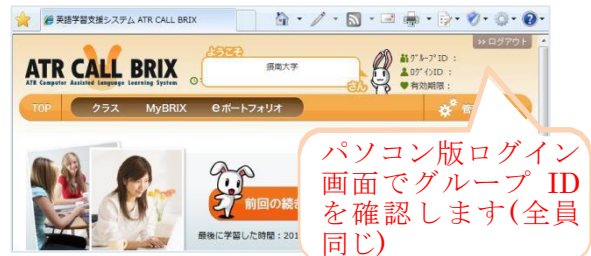 英語学習支援システム ATR CALL BRIX
ログアウト
ようこそ
摂南大学
さん
グループID :
ログインID :
有効期限 :
ATR CALL BRIX
ATR Computer Assisted Language Learning System
TOP クラス MyBRIX eポートフォリオ
前回の続き
最後に学習した時間:201
パソコン版ログイン
画面でグループ ID
を確認します(全員
同じ)